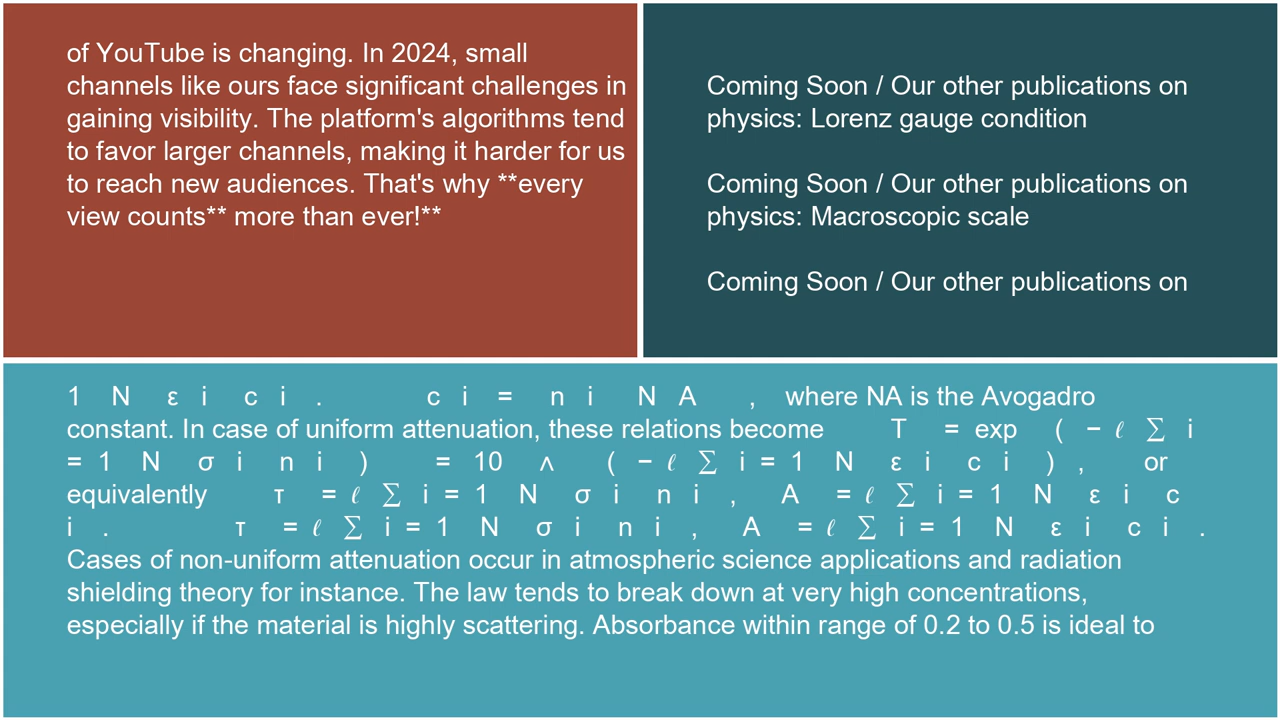 of YouTube is changing. In 2024, small
channels like ours face significant challenges in
gaining visibility. The platform's algorithms tend
to favor larger channels, making it harder for us
to reach new audiences. That's why **every
view counts** more than ever!**
Coming Soon / Our other publications on
physics: Lorenz gauge condition
Coming Soon / Our other publications on
physics: Macroscopic scale
Coming Soon / Our other publications on
1 N ε i c i . c i = n i N A , where NA is the Avogadro
constant. In case of uniform attenuation, these relations become T = exp ( − ℓ ∑ i
= 1 N σ i n i ) = 10 ∧ ( − ℓ ∑ i = 1 N ε i c i ) , or
equivalently τ = ℓ ∑ i = 1 N σ i n i , A = ℓ ∑ i = 1 N ε i c
i . τ = ℓ ∑ i = 1 N σ i n i , A = ℓ ∑ i = 1 N ε i c i .
Cases of non-uniform attenuation occur in atmospheric science applications and radiation
shielding theory for instance. The law tends to break down at very high concentrations,
especially if the material is highly scattering. Absorbance within range of 0.2 to 0.5 is ideal to